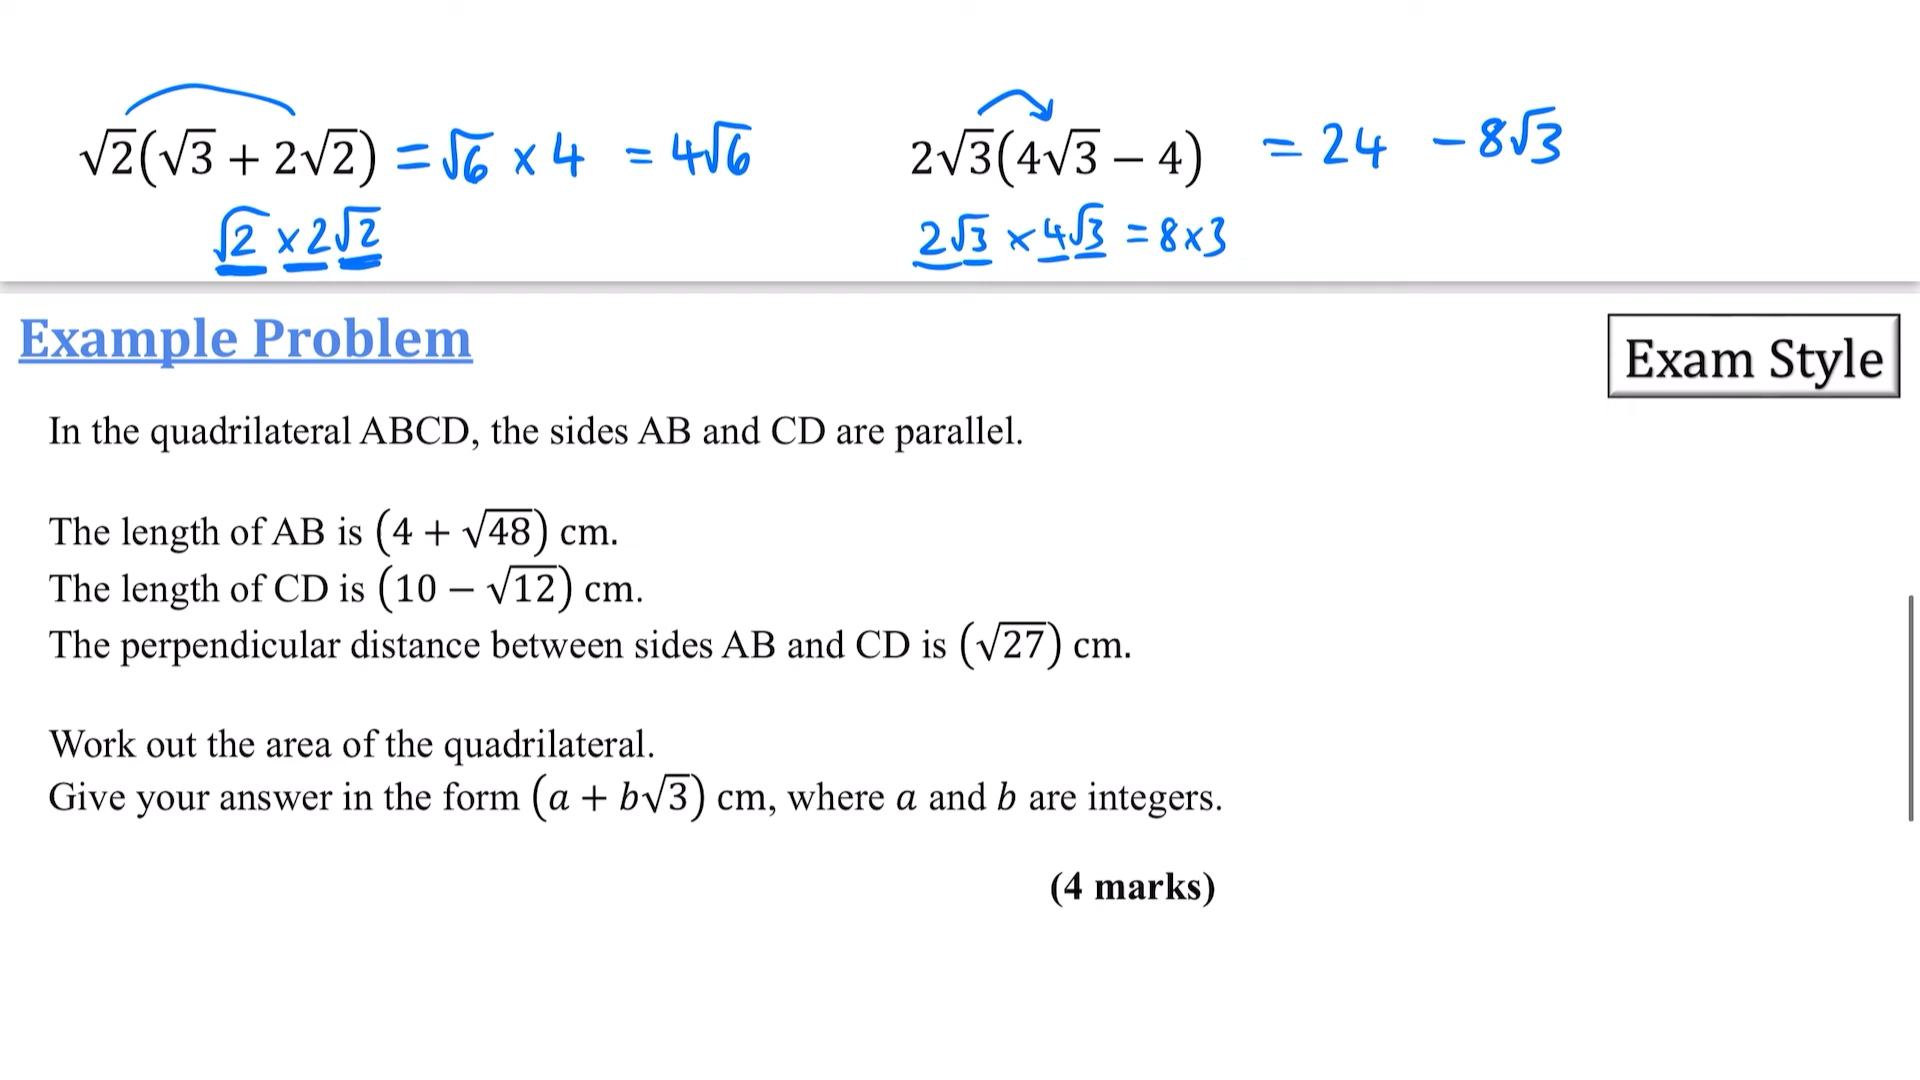 √2(√3 + 2√2) = √6 × 4 = 4√6
√2 × 2√2
2√3(4√3 − 4) = 24 − 8√3
2√3 × 4√3 = 8×3
Example Problem
Exam Style
In the quadrilateral ABCD, the sides AB and CD are parallel.
The length of AB is (4 + √48) cm.
The length of CD is (10 − √12) cm.
The perpendicular distance between sides AB and CD is (√27) cm.
Work out the area of the quadrilateral.
Give your answer in the form (a + b√3) cm, where a and b are integers.
(4 marks)